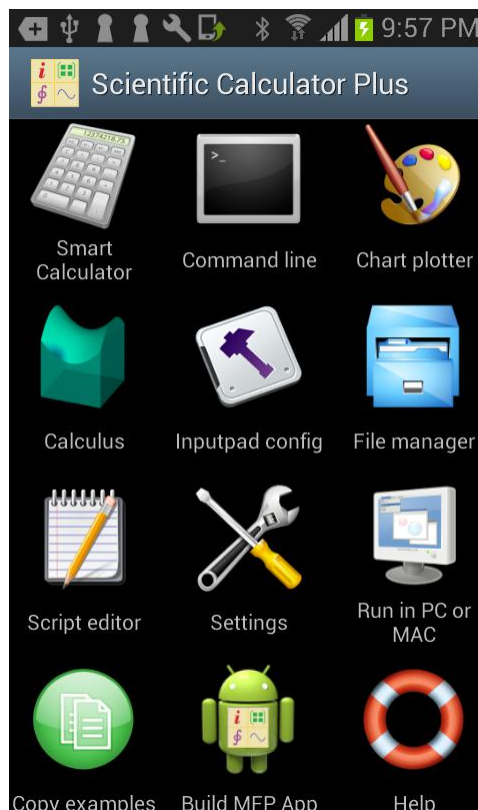 9:57 PM
Scientific Calculator Plus
Smart
Calculator
Command line
Chart plotter
Calculus
Inputpad config
File manager
Script editor
Settings
Run in PC or
MAC
Copy examples
Build MFP App
Help